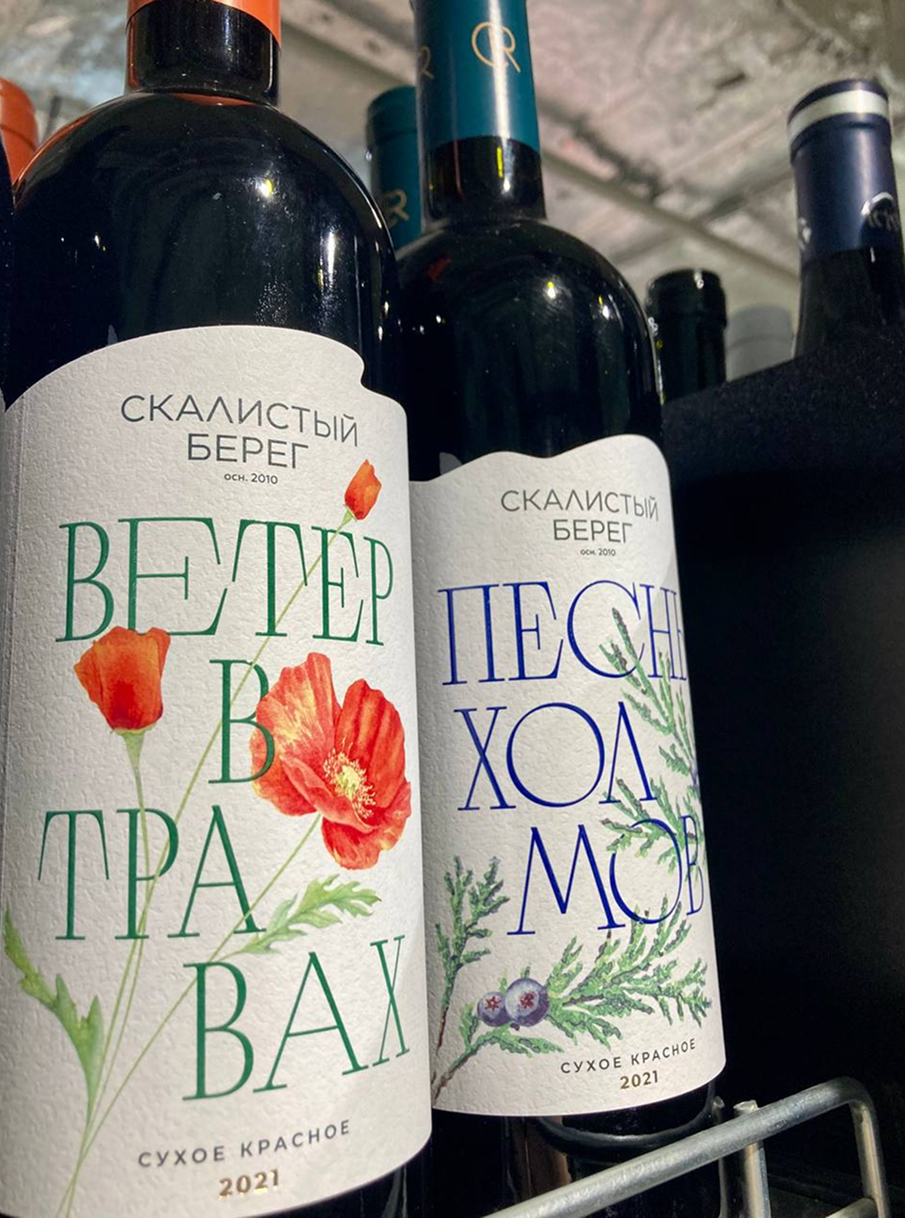 СКАЛИСТЫЙ
БЕРЕГ
осн. 2010
ВЕТЕР
В
ТРА
ВАХ
СУХОЕ КРАСНОЕ
2021
СКАЛИСТЫЙ
БЕРЕГ
осн. 2010
ПЕСНЬ
ХОЛ
МОВ
СУХОЕ КРАСНОЕ
2021